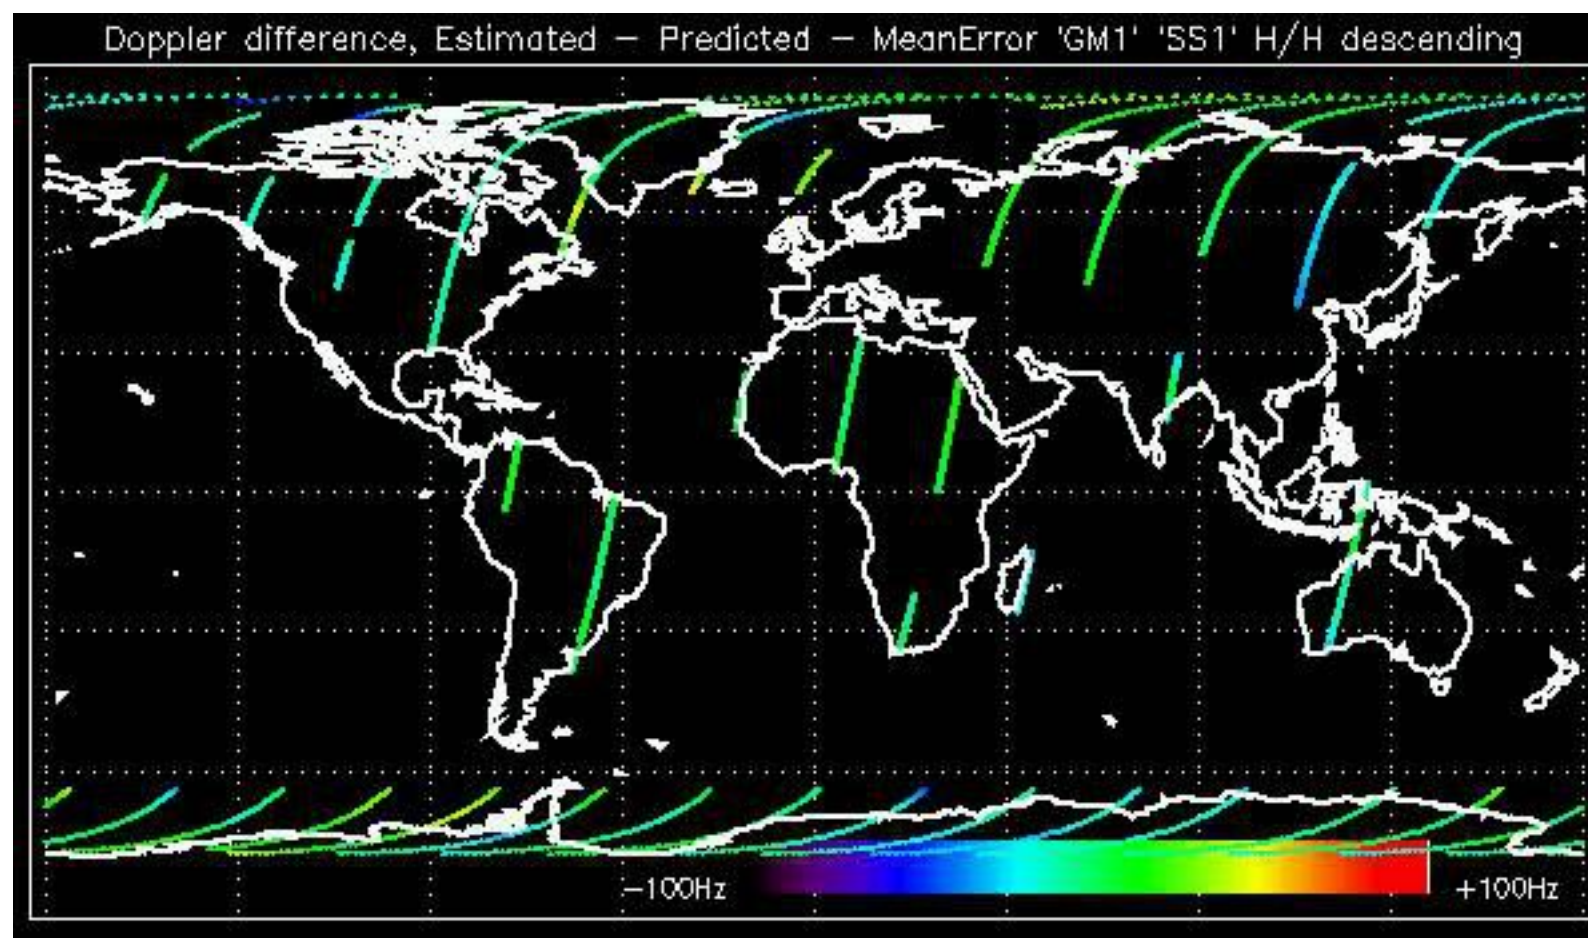 Doppler difference, Estimated – Predicted – MeanError 'GM1' 'SS1' H/H descending
-100Hz
+100Hz